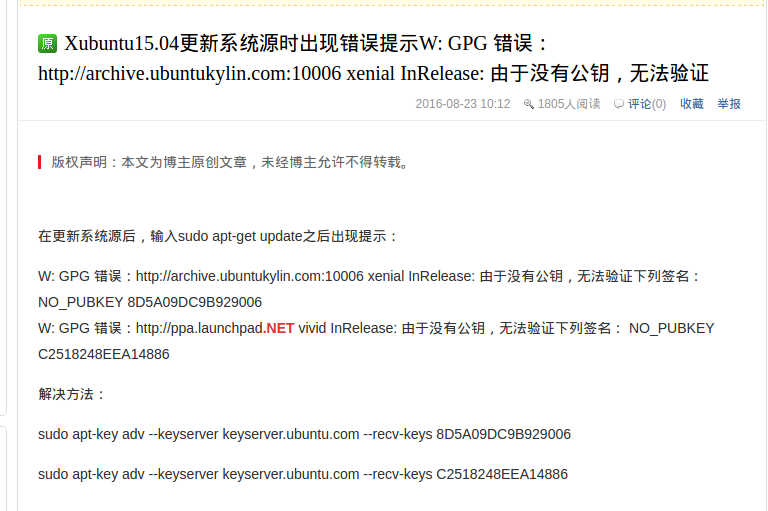 原 Xubuntu15.04更新系统源时出现错误提示W: GPG 错误：
http://archive.ubuntukylin.com:10006 xenial InRelease: 由于没有公钥，无法验证
2016-08-23 10:12 1805人阅读 评论(0) 收藏 举报
版权声明：本文为博主原创文章，未经博主允许不得转载。
在更新系统源后，输入sudo apt-get update之后出现提示：
W: GPG 错误：http://archive.ubuntukylin.com:10006 xenial InRelease: 由于没有公钥，无法验证下列签名：
NO_PUBKEY 8D5A09DC9B929006
W: GPG 错误：http://ppa.launchpad.NET vivid InRelease: 由于没有公钥，无法验证下列签名： NO_PUBKEY
C2518248EEA14886
解决方法：
sudo apt-key adv --keyserver keyserver.ubuntu.com --recv-keys 8D5A09DC9B929006
sudo apt-key adv --keyserver keyserver.ubuntu.com --recv-keys C2518248EEA14886